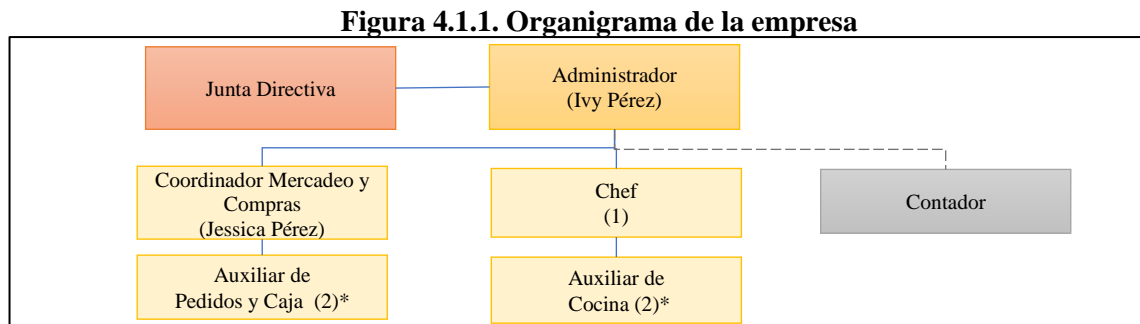 Figura 4.1.1. Organigrama de la empresa
Junta Directiva
Administrador
(Ivy Pérez)
Coordinador Mercadeo y
Compras
(Jessica Pérez)
Chef
(1)
Contador
Auxiliar de
Pedidos y Caja (2)*
Auxiliar de
Cocina (2)*